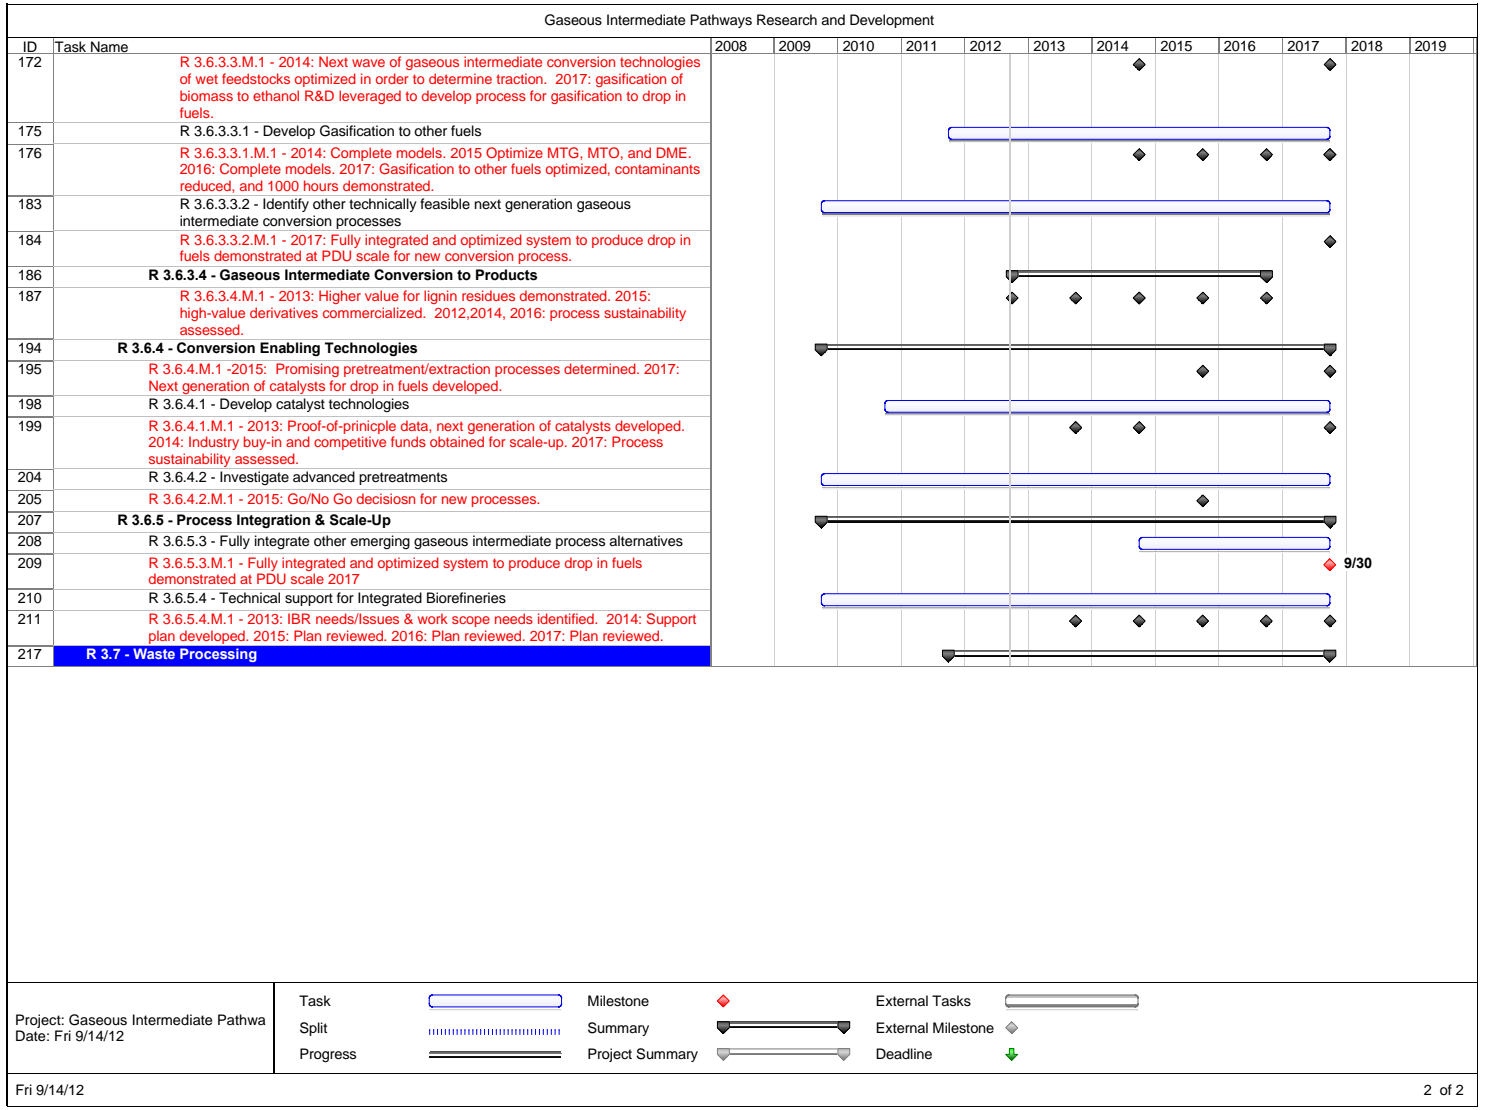 Gaseous Intermediate Pathways Research and Development
ID Task Name 2008 2009 2010 2011 2012 2013 2014 2015 2016 2017 2018 2019
172 R 3.6.3.3.M.1 - 2014: Next wave of gaseous intermediate conversion technologies
of wet feedstocks optimized in order to determine traction. 2017: gasification of
biomass to ethanol R&D leveraged to develop process for gasification to drop in
fuels.
175 R 3.6.3.3.1 - Develop Gasification to other fuels
176 R 3.6.3.3.1.M.1 - 2014: Complete models. 2015 Optimize MTG, MTO, and DME.
2016: Complete models. 2017: Gasification to other fuels optimized, contaminants
reduced, and 1000 hours demonstrated.
183 R 3.6.3.3.2 - Identify other technically feasible next generation gaseous
intermediate conversion processes
184 R 3.6.3.3.2.M.1 - 2017: Fully integrated and optimized system to produce drop in
fuels demonstrated at PDU scale for new conversion process.
186 R 3.6.3.4 - Gaseous Intermediate Conversion to Products
187 R 3.6.3.4.M.1 - 2013: Higher value for lignin residues demonstrated. 2015:
high-value derivatives commercialized. 2012,2014, 2016: process sustainability
assessed.
194 R 3.6.4 - Conversion Enabling Technologies
195 R 3.6.4.M.1 -2015: Promising pretreatment/extraction processes determined. 2017:
Next generation of catalysts for drop in fuels developed.
198 R 3.6.4.1 - Develop catalyst technologies
199 R 3.6.4.1.M.1 - 2013: Proof-of-prinicple data, next generation of catalysts developed.
2014: Industry buy-in and competitive funds obtained for scale-up. 2017: Process
sustainability assessed.
204 R 3.6.4.2 - Investigate advanced pretreatments
205 R 3.6.4.2.M.1 - 2015: Go/No Go decisiosn for new processes.
207 R 3.6.5 - Process Integration & Scale-Up
208 R 3.6.5.3 - Fully integrate other emerging gaseous intermediate process alternatives
209 R 3.6.5.3.M.1 - Fully integrated and optimized system to produce drop in fuels
demonstrated at PDU scale 2017
9/30
210 R 3.6.5.4 - Technical support for Integrated Biorefineries
211 R 3.6.5.4.M.1 - 2013: IBR needs/Issues & work scope needs identified. 2014: Support
plan developed. 2015: Plan reviewed. 2016: Plan reviewed. 2017: Plan reviewed.
217 R 3.7 - Waste Processing
Project: Gaseous Intermediate Pathwa
Date: Fri 9/14/12
Task Milestone External Tasks
Split Summary External Milestone
Progress Project Summary Deadline
Fri 9/14/12 2 of 2